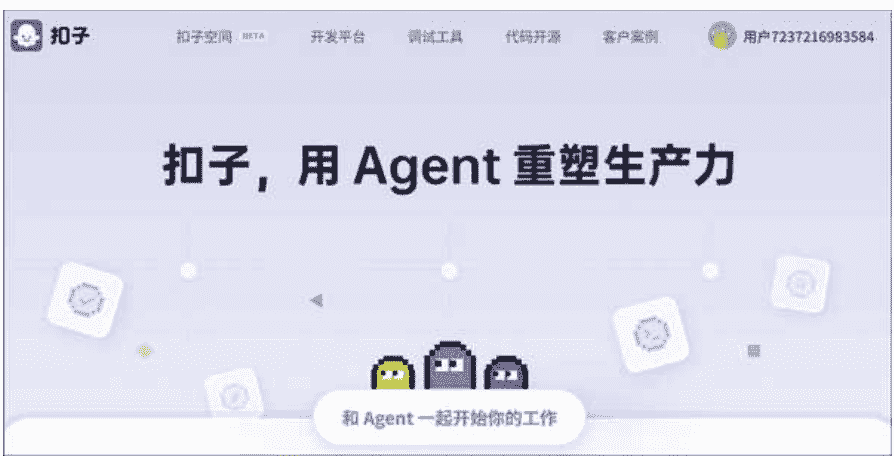 扣子
扣子空间 BETA 开发平台 调试工具 代码开源 客户案例 用户7237216983584
扣子，用 Agent 重塑生产力
和 Agent 一起开始你的工作